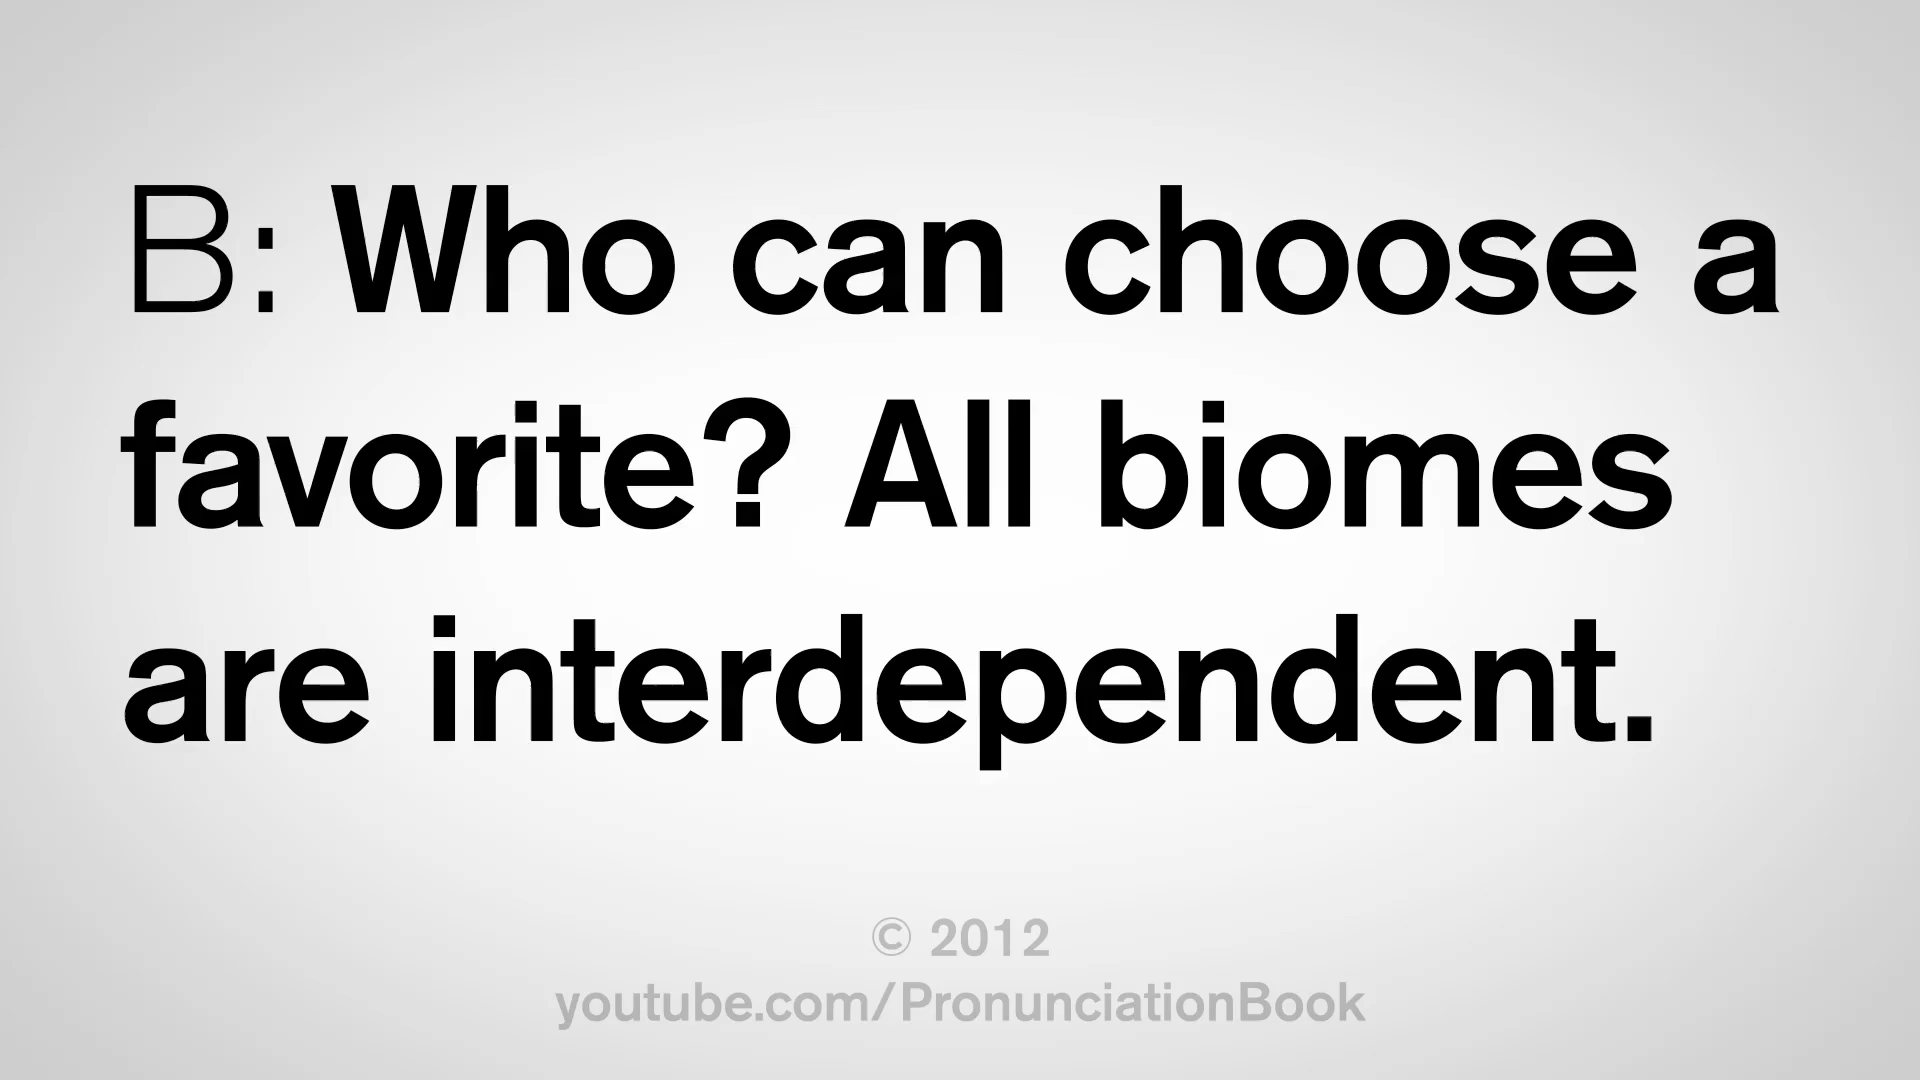 B: Who can choose a
favorite? All biomes
are interdependent.
© 2012
youtube.com/PronunciationBook